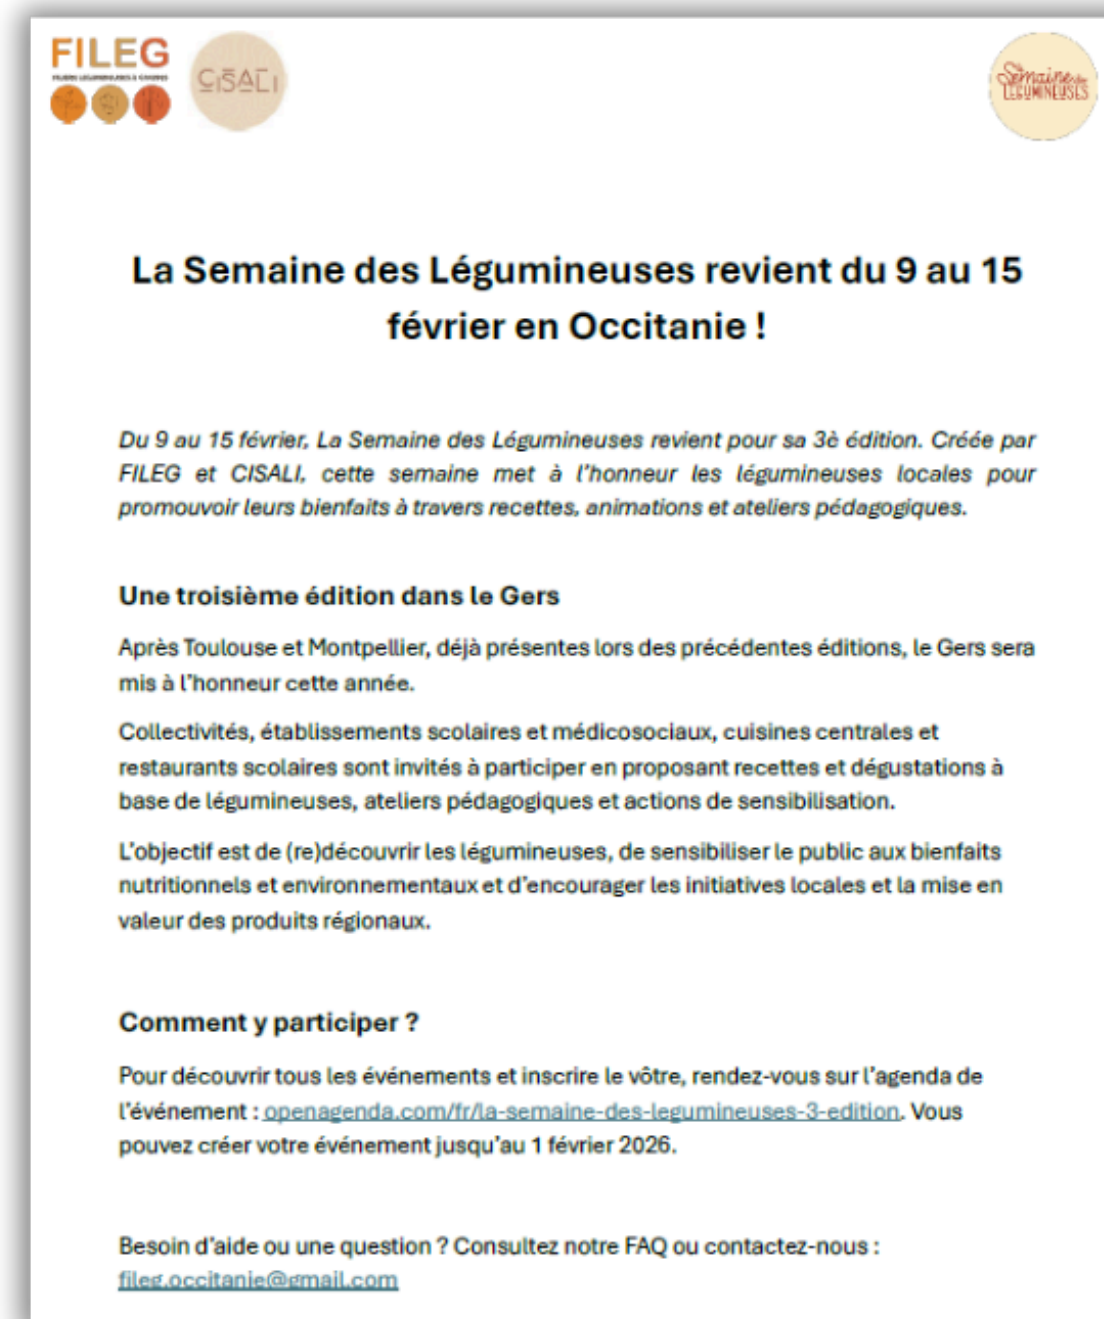 FILEG
FILIÈRES LÉGUMINEUSES À GRAINES
CISALI
La Semaine des LÉGUMINEUSES
La Semaine des Légumineuses revient du 9 au 15
février en Occitanie !
Du 9 au 15 février, La Semaine des Légumineuses revient pour sa 3è édition. Créée par
FILEG et CISALI, cette semaine met à l’honneur les légumineuses locales pour
promouvoir leurs bienfaits à travers recettes, animations et ateliers pédagogiques.
Une troisième édition dans le Gers
Après Toulouse et Montpellier, déjà présentes lors des précédentes éditions, le Gers sera
mis à l’honneur cette année.
Collectivités, établissements scolaires et médicosociaux, cuisines centrales et
restaurants scolaires sont invités à participer en proposant recettes et dégustations à
base de légumineuses, ateliers pédagogiques et actions de sensibilisation.
L’objectif est de (re)découvrir les légumineuses, de sensibiliser le public aux bienfaits
nutritionnels et environnementaux et d’encourager les initiatives locales et la mise en
valeur des produits régionaux.
Comment y participer ?
Pour découvrir tous les événements et inscrire le vôtre, rendez-vous sur l’agenda de
l’événement : openagenda.com/fr/la-semaine-des-legumineuses-3-edition. Vous
pouvez créer votre événement jusqu’au 1 février 2026.
Besoin d’aide ou une question ? Consultez notre FAQ ou contactez-nous :
fileg.occitanie@gmail.com